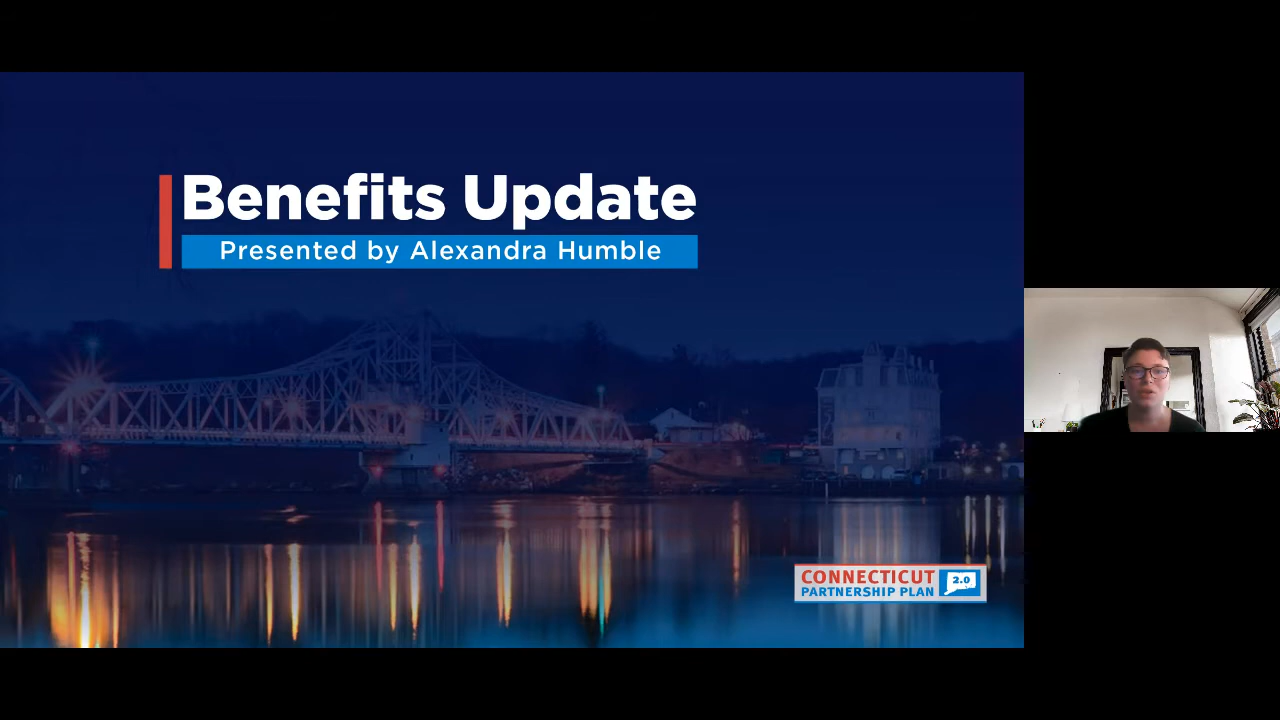 Benefits Update
Presented by Alexandra Humble
CONNECTICUT
PARTNERSHIP PLAN
2.0